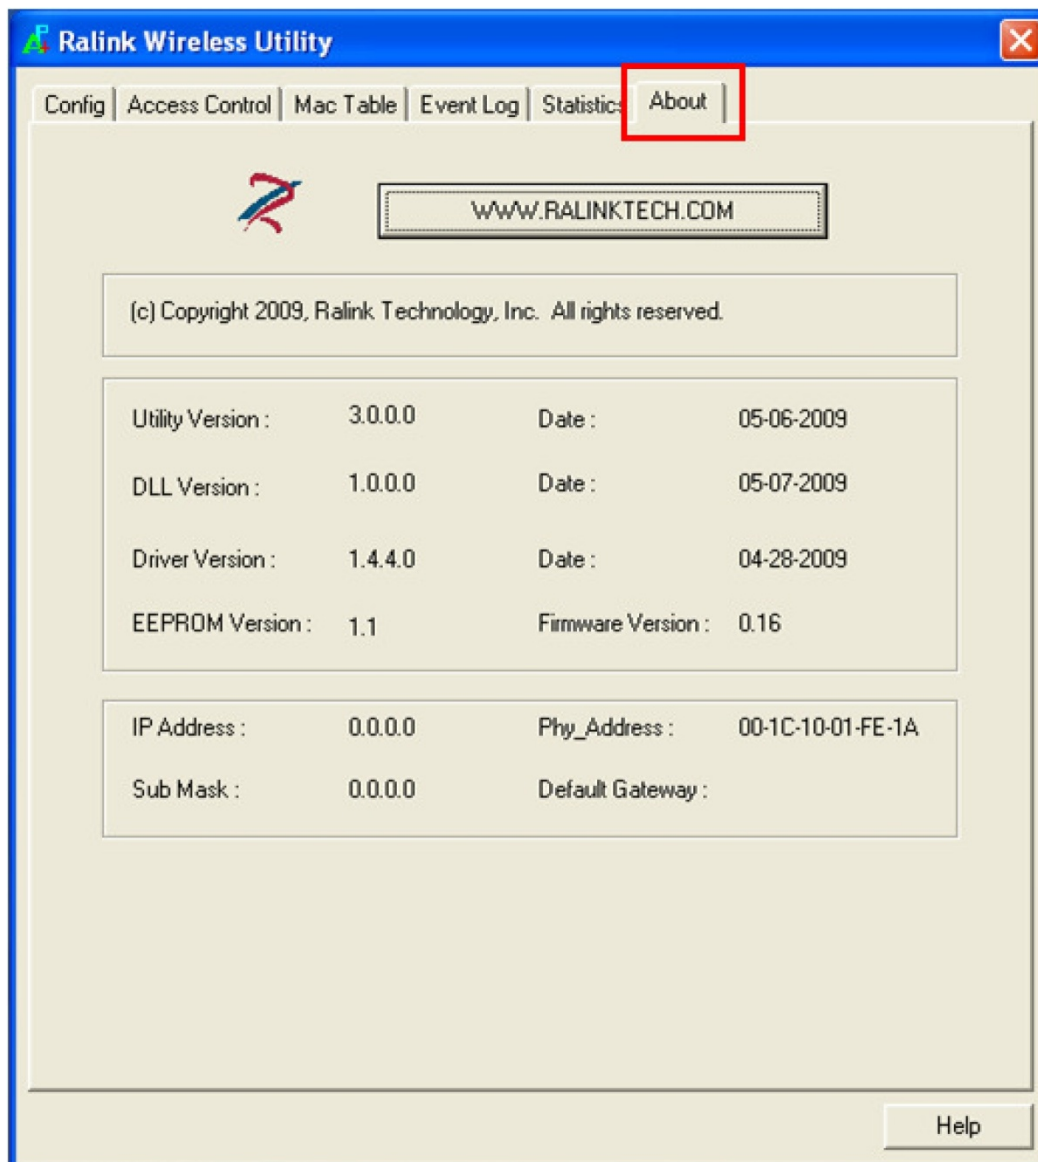 Ralink Wireless Utility
Config Access Control Mac Table Event Log Statistics About
WWW.RALINKTECH.COM
(c) Copyright 2009, Ralink Technology, Inc. All rights reserved.
Utility Version : 3.0.0.0 Date : 05-06-2009
DLL Version : 1.0.0.0 Date : 05-07-2009
Driver Version : 1.4.4.0 Date : 04-28-2009
EEPROM Version : 1.1 Firmware Version : 0.16
IP Address : 0.0.0.0 Phy_Address : 00-1C-10-01-FE-1A
Sub Mask : 0.0.0.0 Default Gateway :
Help